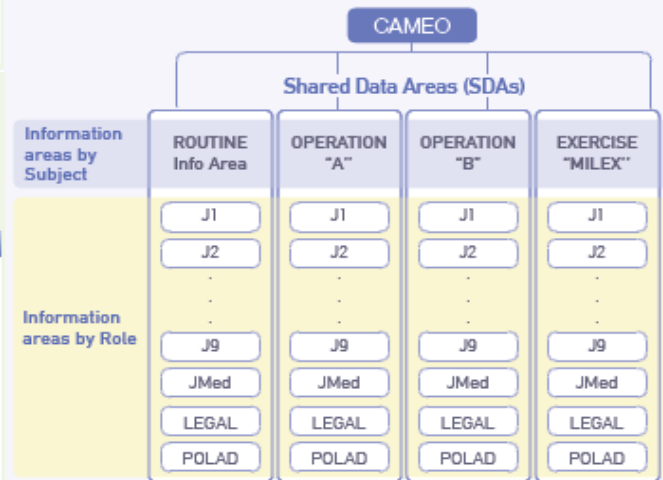 CAMEO
Shared Data Areas (SDAs)
Information areas by Subject
ROUTINE Info Area
OPERATION "A"
OPERATION "B"
EXERCISE "MILEX"
Information areas by Role
J1 J1 J1 J1
J2 J2 J2 J2
. . . .
. . . .
. . . .
J9 J9 J9 J9
JMed JMed JMed JMed
LEGAL LEGAL LEGAL LEGAL
POLAD POLAD POLAD POLAD